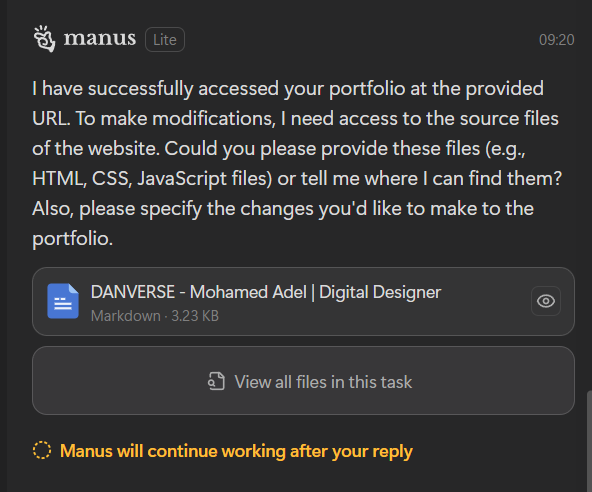 manus Lite 09:20
I have successfully accessed your portfolio at the provided
URL. To make modifications, I need access to the source files
of the website. Could you please provide these files (e.g.,
HTML, CSS, JavaScript files) or tell me where I can find them?
Also, please specify the changes you'd like to make to the
portfolio.
DANVERSE - Mohamed Adel | Digital Designer
Markdown · 3.23 KB
View all files in this task
Manus will continue working after your reply